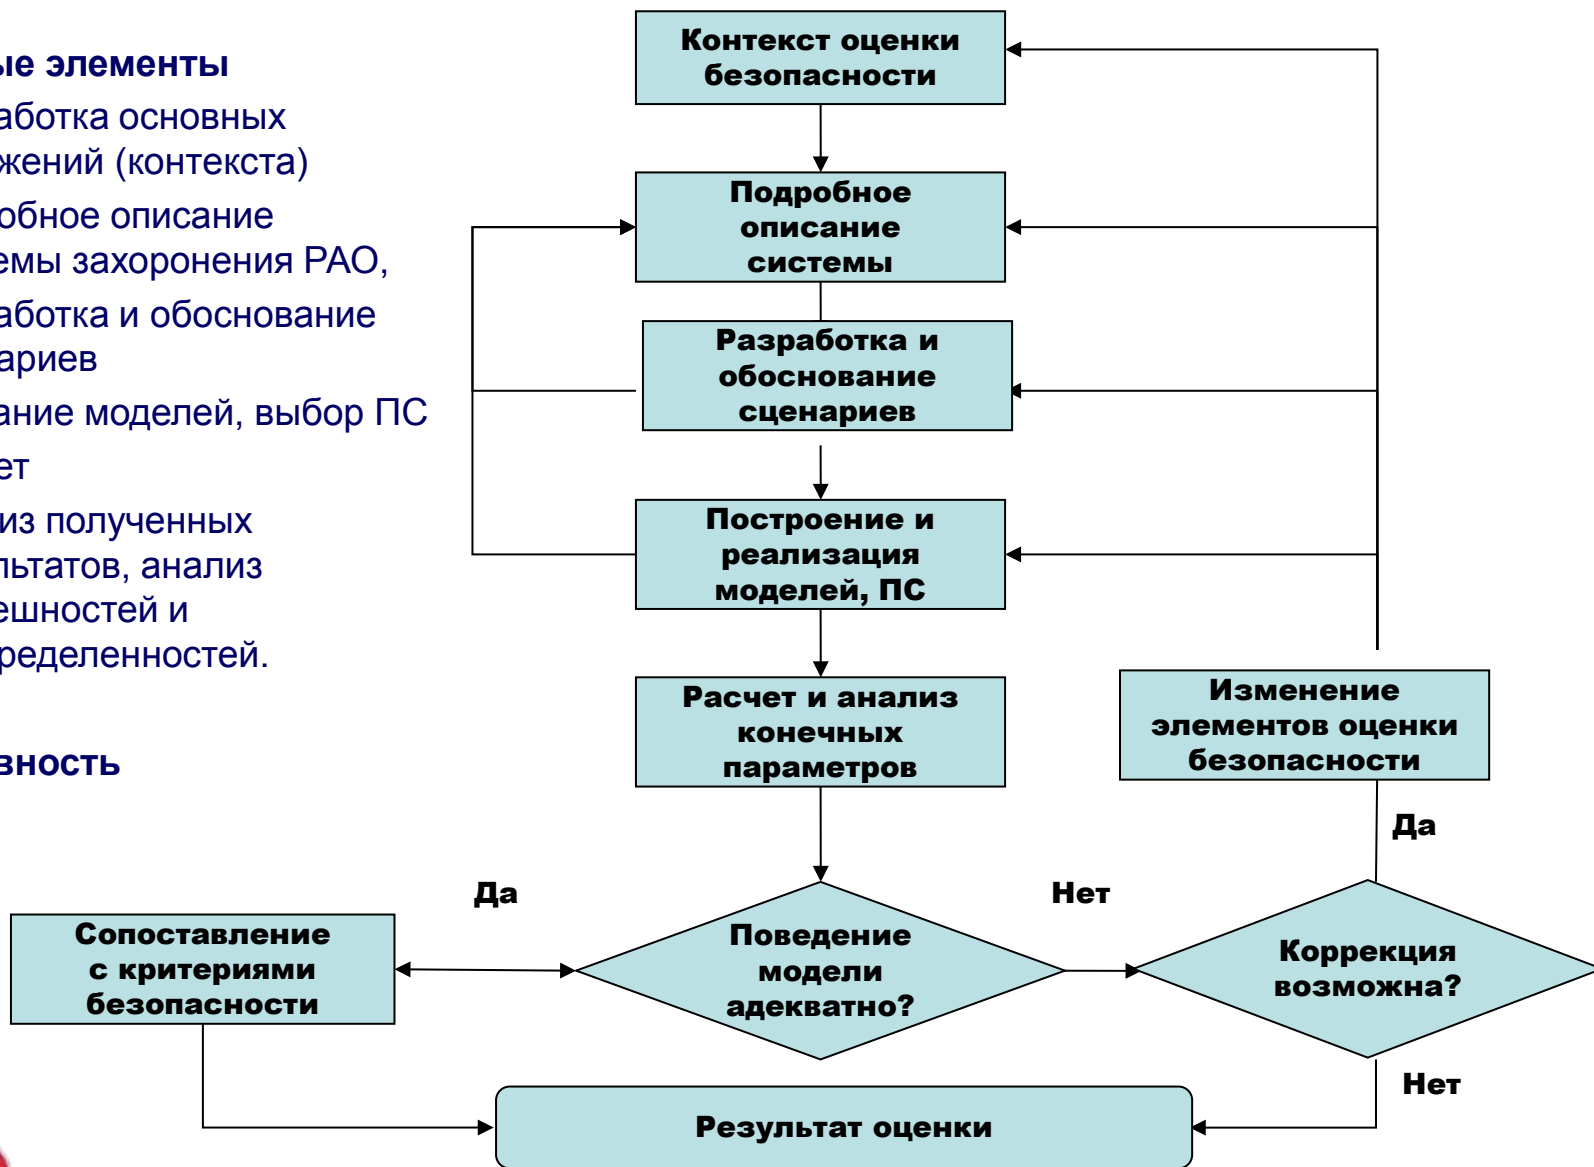 ые элементы
аботка основных
жений (контекста)
обное описание
емы захоронения РАО,
аботка и обоснование
ариев
ание моделей, выбор ПС
ет
из полученных
льтатов, анализ
ешностей и
ределенностей.
вность
Контекст оценки
безопасности
Подробное
описание
системы
Разработка и
обоснование
сценариев
Построение и
реализация
моделей, ПС
Расчет и анализ
конечных
параметров
Изменение
элементов оценки
безопасности
Да
Да
Нет
Сопоставление
с критериями
безопасности
Поведение
модели
адекватно?
Коррекция
возможна?
Нет
Результат оценки